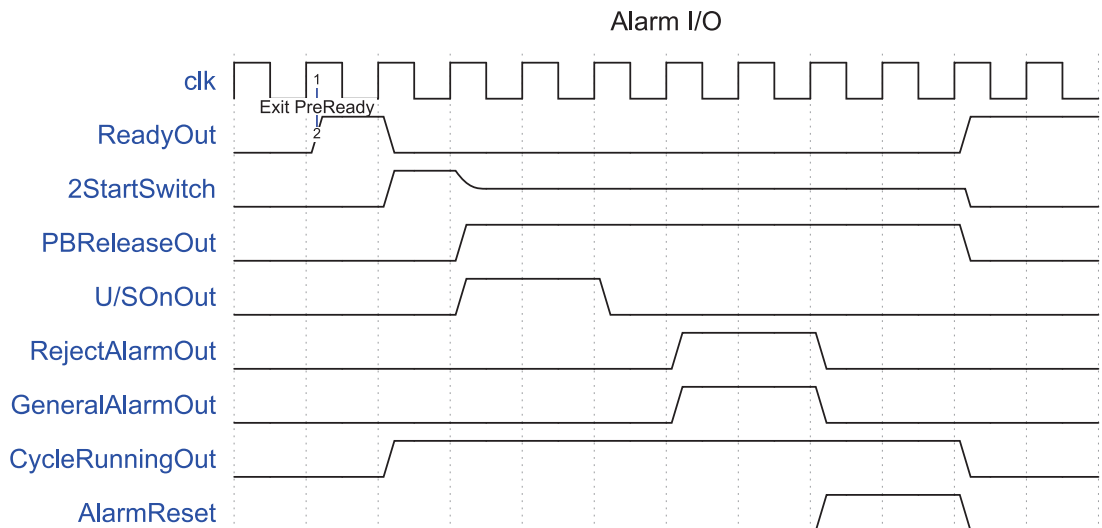 Alarm I/O
clk
1
Exit PreReady
2
ReadyOut
2StartSwitch
PBReleaseOut
U/SOnOut
RejectAlarmOut
GeneralAlarmOut
CycleRunningOut
AlarmReset